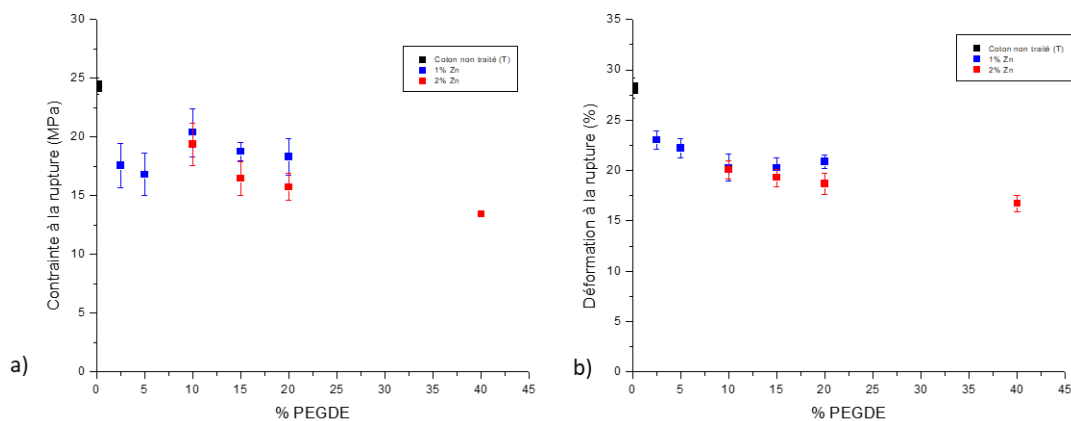 30
25
20
15
10
5
0
Contrainte à la rupture (MPa)
Coton non traité (T)
1% Zn
2% Zn
0 5 10 15 20 25 30 35 40 45
% PEGDE
a)
35
30
25
20
15
10
5
0
Déformation à la rupture (%)
Coton non traité (T)
1% Zn
2% Zn
0 5 10 15 20 25 30 35 40 45
% PEGDE
b)